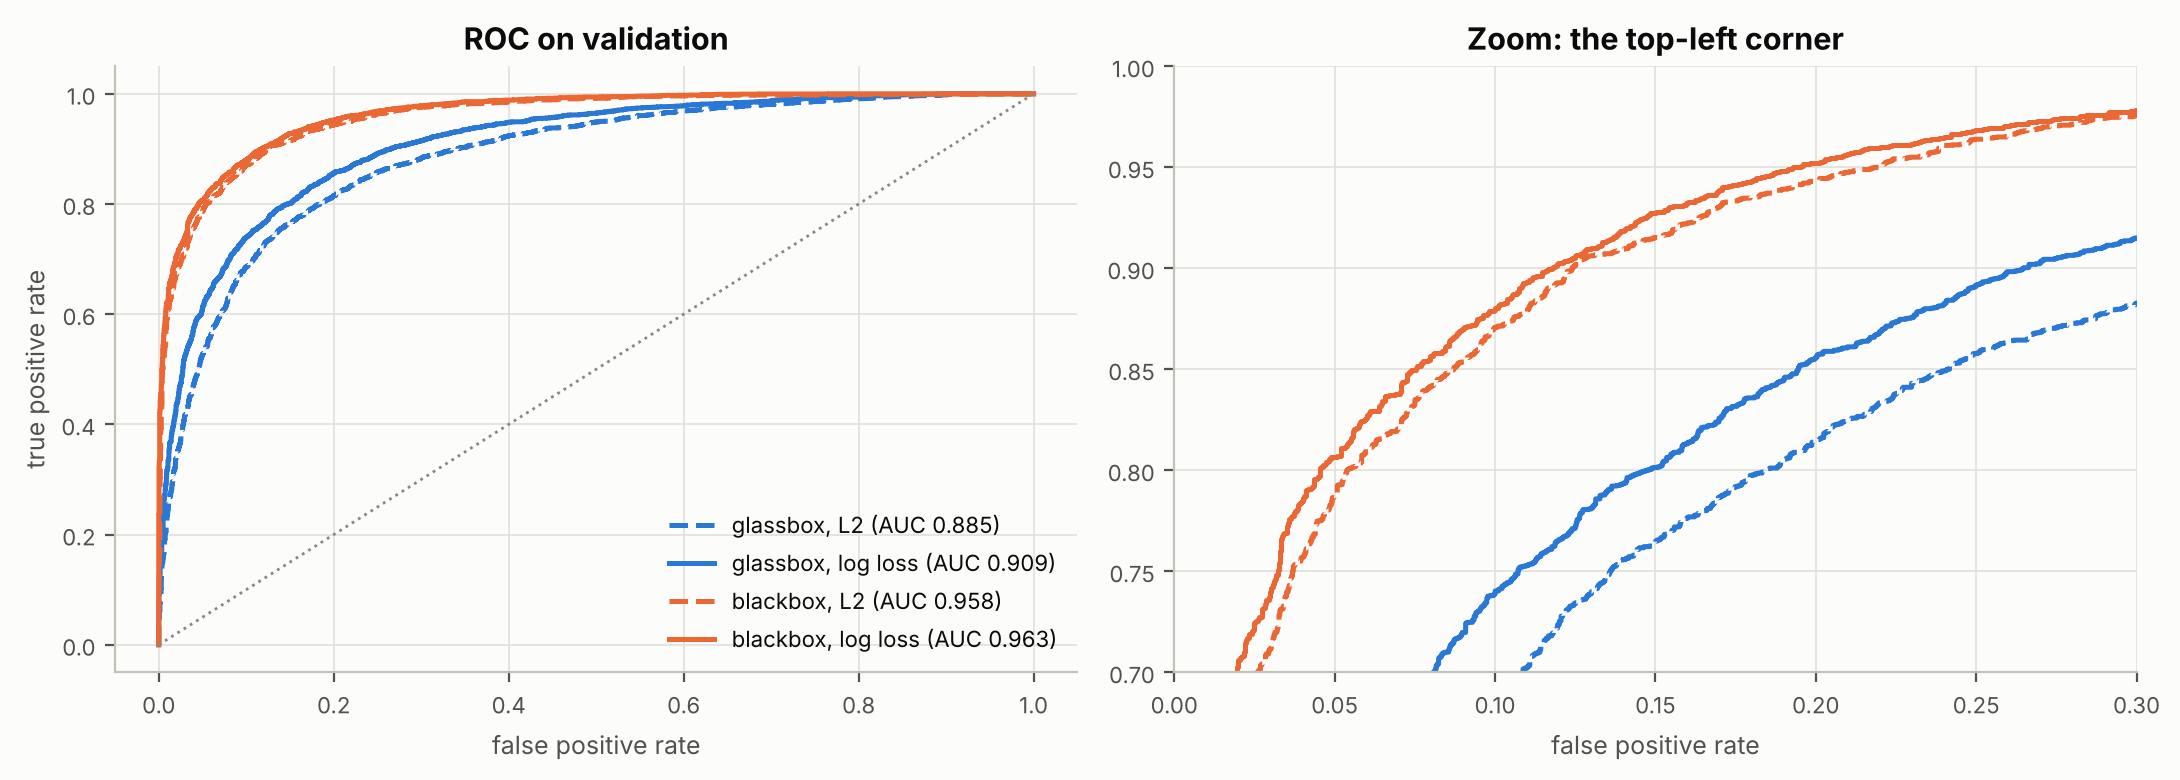 ROC on validation
true positive rate
1.0
0.8
0.6
0.4
0.2
0.0
glassbox, L2 (AUC 0.885)
glassbox, log loss (AUC 0.909)
blackbox, L2 (AUC 0.958)
blackbox, log loss (AUC 0.963)
0.0 0.2 0.4 0.6 0.8 1.0
false positive rate
Zoom: the top-left corner
1.00
0.95
0.90
0.85
0.80
0.75
0.70
0.00 0.05 0.10 0.15 0.20 0.25 0.30
false positive rate